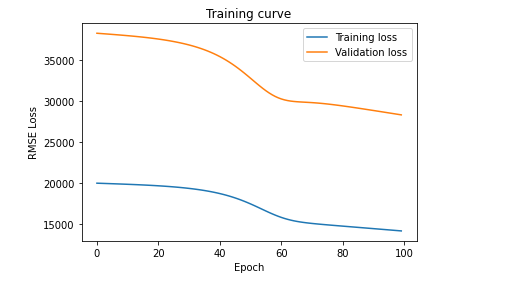 Training curve
Training loss
Validation loss
35000
30000
25000
20000
15000
RMSE Loss
0
20
40
60
80
100
Epoch